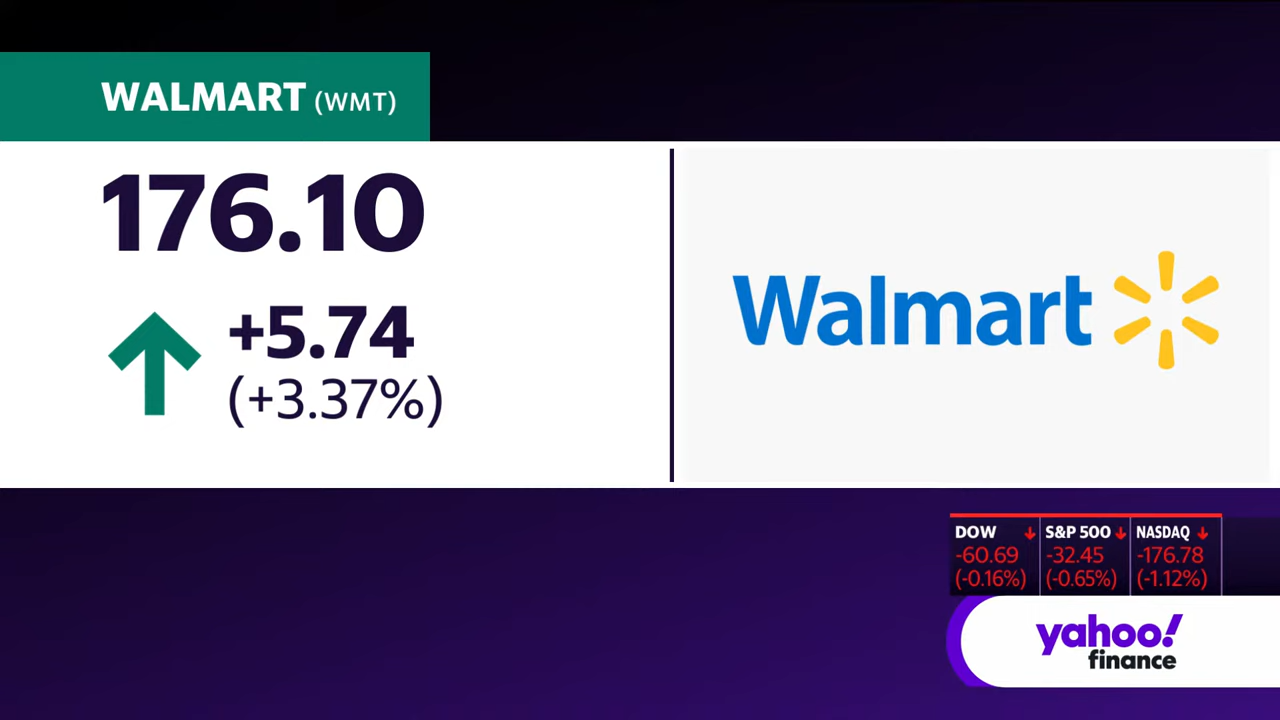 WALMART (WMT)
176.10
+5.74
(+3.37%)
Walmart
DOW
-60.69
(-0.16%)
S&P 500
-32.45
(-0.65%)
NASDAQ
-176.78
(-1.12%)
yahoo!
finance